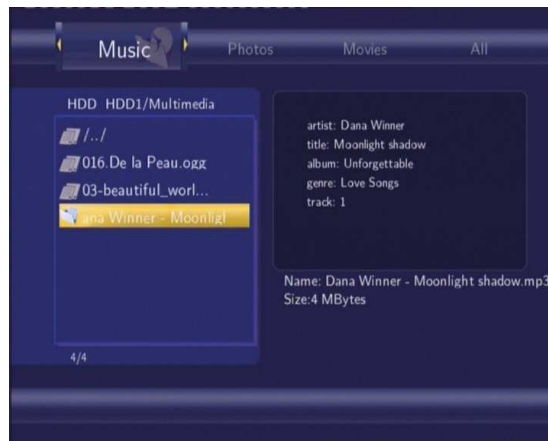 Music
Photos
Movies
All
HDD HDD1/Multimedia
/../
016.De la Peau.ogg
03-beautiful_worl...
ana Winner - Moonligl
4/4
artist: Dana Winner
title: Moonlight shadow
album: Unforgettable
genre: Love Songs
track: 1
Name: Dana Winner - Moonlight shadow.mp3
Size:4 MBytes